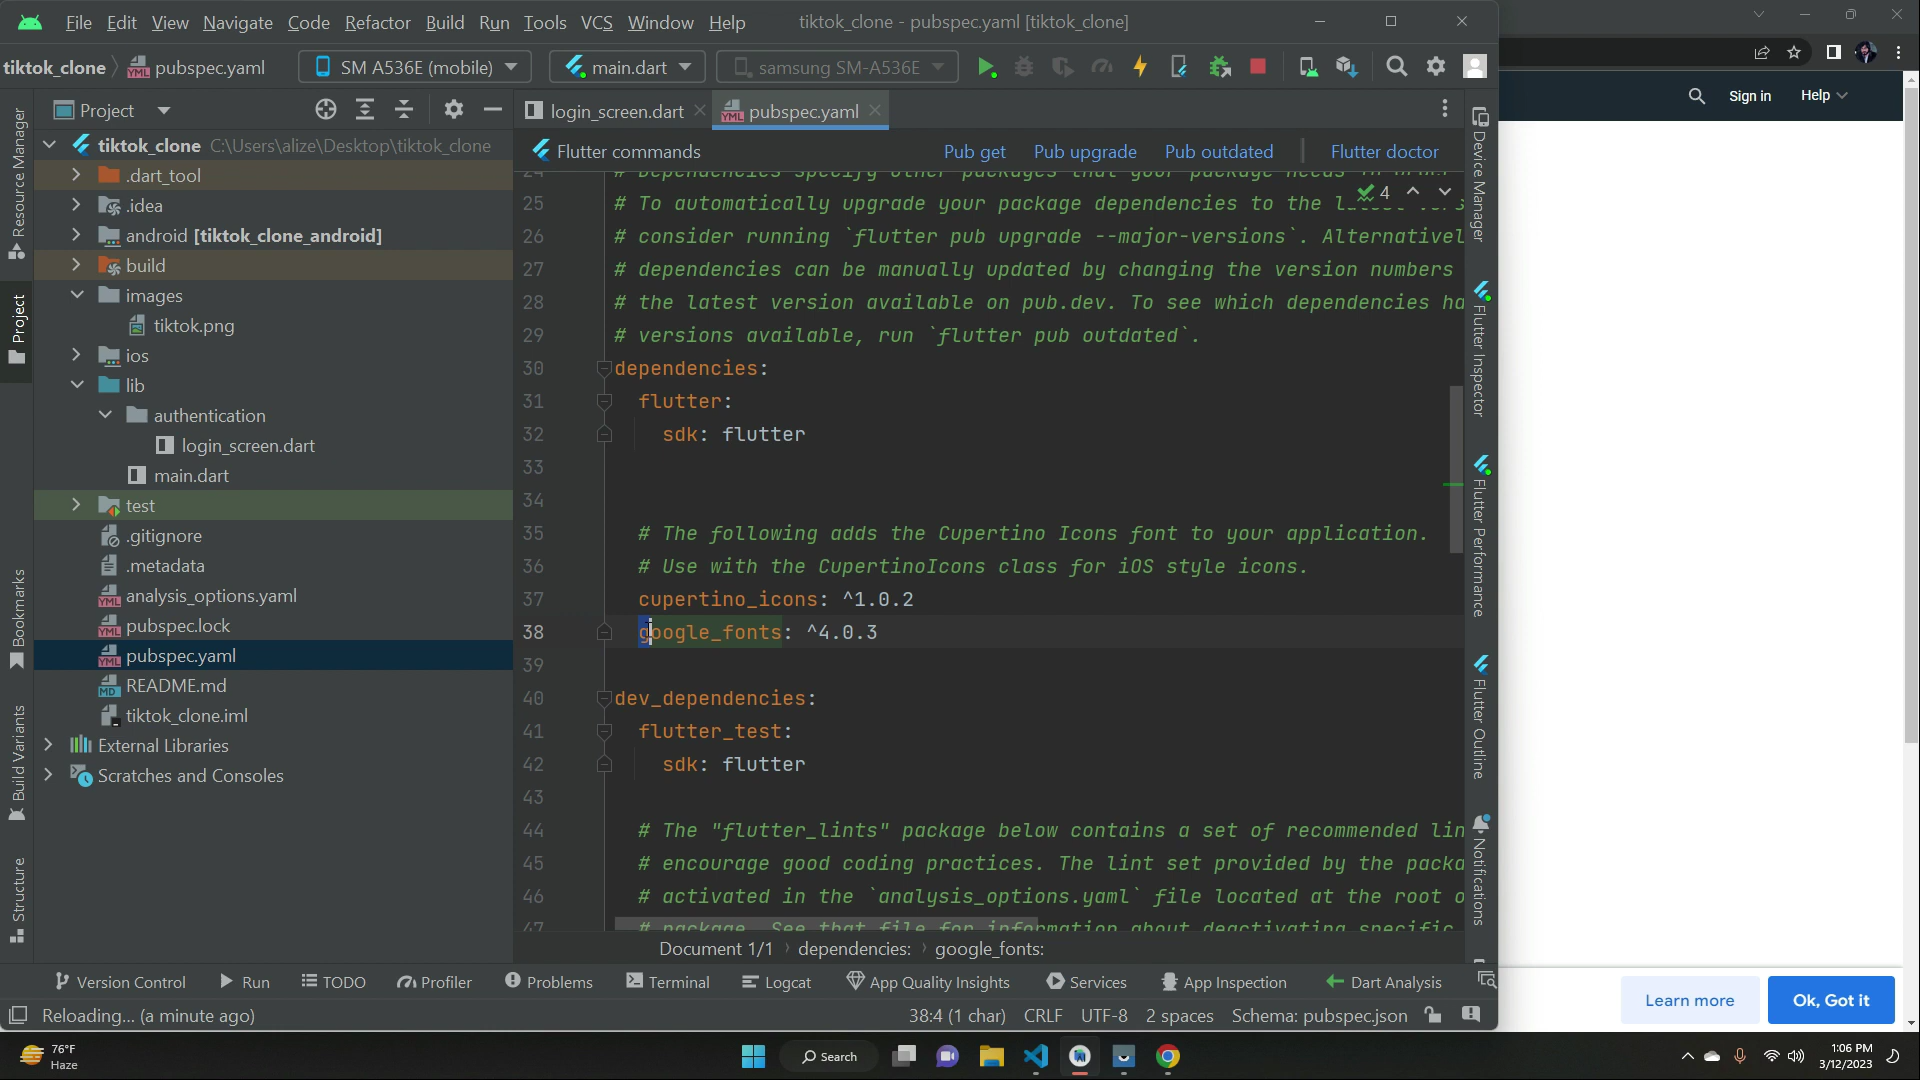 File Edit View Navigate Code Refactor Build Run Tools VCS Window Help tiktok_clone - pubspec.yaml [tiktok_clone]
tiktok_clone pubspec.yaml SM A536E (mobile) main.dart samsung SM-A536E
Sign in Help
Project
login_screen.dart pubspec.yaml
Flutter commands Pub get Pub upgrade Pub outdated Flutter doctor
tiktok_clone C:\Users\alize\Desktop\tiktok_clone
.dart_tool
.idea
android [tiktok_clone_android]
build
images
tiktok.png
ios
lib
authentication
login_screen.dart
main.dart
test
.gitignore
.metadata
analysis_options.yaml
pubspec.lock
pubspec.yaml
README.md
tiktok_clone.iml
External Libraries
Scratches and Consoles
Resource Manager
Project
Bookmarks
Build Variants
Structure
4
24 # Dependencies specify other packages that your package needs
25 # To automatically upgrade your package dependencies to the
26 # consider running `flutter pub upgrade --major-versions`. Alternativel
27 # dependencies can be manually updated by changing the version numbers
28 # the latest version available on pub.dev. To see which dependencies ha
29 # versions available, run `flutter pub outdated`.
30 dependencies:
31 flutter:
32 sdk: flutter
33
34
35 # The following adds the Cupertino Icons font to your application.
36 # Use with the CupertinoIcons class for iOS style icons.
37 cupertino_icons: ^1.0.2
38 google_fonts: ^4.0.3
39
40 dev_dependencies:
41 flutter_test:
42 sdk: flutter
43
44 # The "flutter_lints" package below contains a set of recommended lin
45 # encourage good coding practices. The lint set provided by the packa
46 # activated in the `analysis_options.yaml` file located at the root o
47 # package. See that file for information about deactivating specific
Document 1/1 dependencies: google_fonts:
Device Manager
Flutter Inspector
Flutter Performance
Flutter Outline
Notifications
Version Control Run TODO Profiler Problems Terminal Logcat App Quality Insights Services App Inspection Dart Analysis
Reloading... (a minute ago) 38:4 (1 char) CRLF UTF-8 2 spaces Schema: pubspec.json
Learn more Ok, Got it
76°F
Haze
Search
1:06 PM
3/12/2023